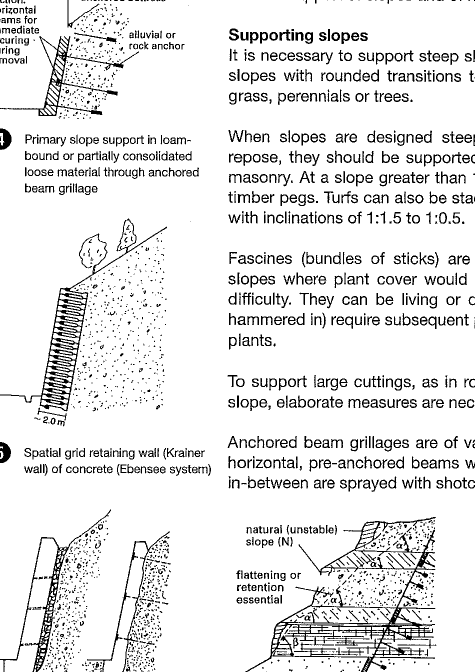 rizontal
ams for
mediate
curing
ring
moval
alluvial or
rock anchor
4
Primary slope support in loam-
bound or partially consolidated
loose material through anchored
beam grillage
~ 2.0 m
5
Spatial grid retaining wall (Krainer
wall) of concrete (Ebensee system)
Supporting slopes
It is necessary to support steep sl
slopes with rounded transitions t
grass, perennials or trees.
When slopes are designed steep
repose, they should be supported
masonry. At a slope greater than 1
timber pegs. Turfs can also be sta
with inclinations of 1:1.5 to 1:0.5.
Fascines (bundles of sticks) are
slopes where plant cover would
difficulty. They can be living or d
hammered in) require subsequent p
plants.
To support large cuttings, as in ro
slope, elaborate measures are nec
Anchored beam grillages are of va
horizontal, pre-anchored beams w
in-between are sprayed with shotc
natural (unstable)
slope (N)
flattening or
retention
essential
α
α
α
α
β